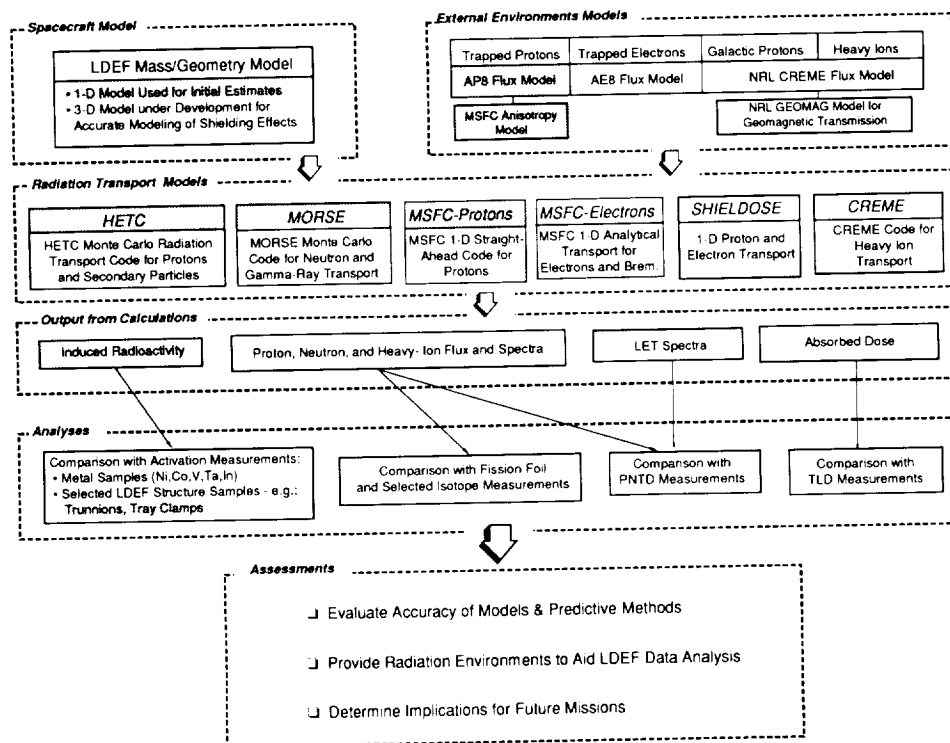 Spacecraft Model
LDEF Mass/Geometry Model
• 1-D Model Used for Initial Estimates
• 3-D Model under Development for
Accurate Modeling of Shielding Effects
External Environments Models
Trapped Protons
Trapped Electrons
Galactic Protons
Heavy Ions
AP8 Flux Model
AE8 Flux Model
NRL CREME Flux Model
MSFC Anisotropy
Model
NRL GEOMAG Model for
Geomagnetic Transmission
Radiation Transport Models
HETC
HETC Monte Carlo Radiation
Transport Code for Protons
and Secondary Particles
MORSE
MORSE Monte Carlo
Code for Neutron and
Gamma-Ray Transport
MSFC-Protons
MSFC 1-D Straight-
Ahead Code for
Protons
MSFC-Electrons
MSFC 1-D Analytical
Transport for
Electrons and Brem.
SHIELDOSE
1-D Proton and
Electron Transport
CREME
CREME Code for
Heavy Ion
Transport
Output from Calculations
Induced Radioactivity
Proton, Neutron, and Heavy-Ion Flux and Spectra
LET Spectra
Absorbed Dose
Analyses
Comparison with Activation Measurements:
• Metal Samples (Ni,Co,V,Ta,In)
• Selected LDEF Structure Samples - e.g.:
Trunnions, Tray Clamps
Comparison with Fission Foil
and Selected Isotope Measurements
Comparison with
PNTD Measurements
Comparison with
TLD Measurements
Assessments
❑ Evaluate Accuracy of Models & Predictive Methods
❑ Provide Radiation Environments to Aid LDEF Data Analysis
❑ Determine Implications for Future Missions